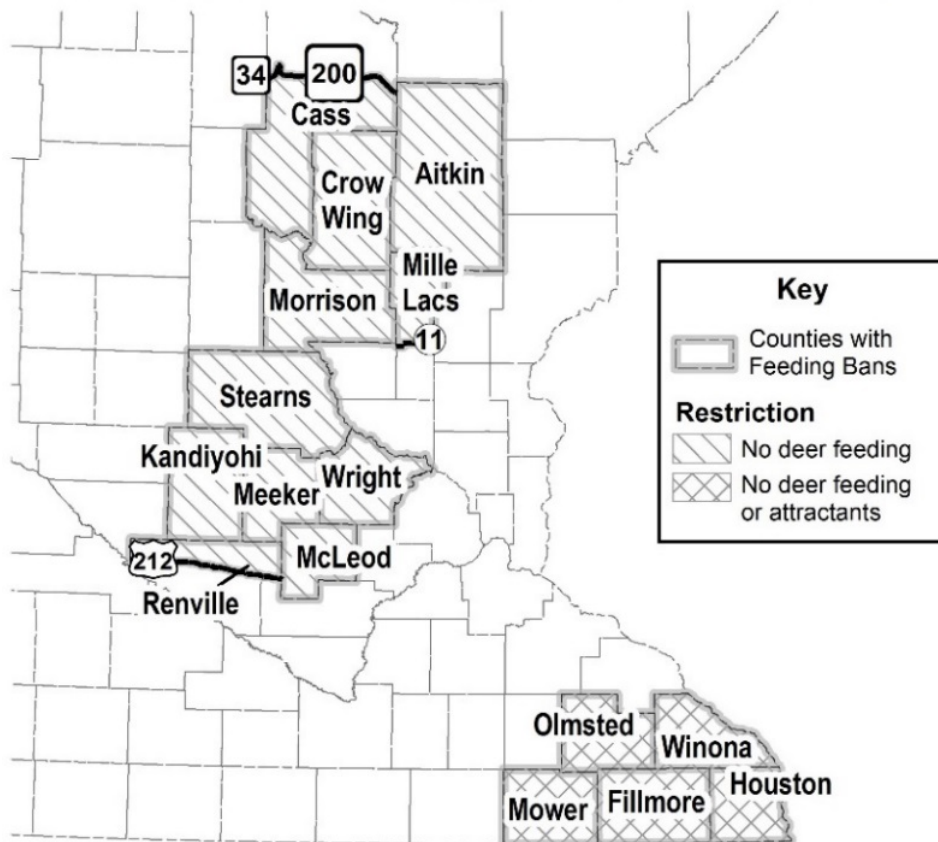 34
200
Cass
Aitkin
Crow
Wing
Mille
Lacs
Morrison
11
Stearns
Kandiyohi
Wright
Meeker
McLeod
212
Renville
Key
Counties with
Feeding Bans
Restriction
No deer feeding
No deer feeding
or attractants
Olmsted
Winona
Houston
Mower
Fillmore